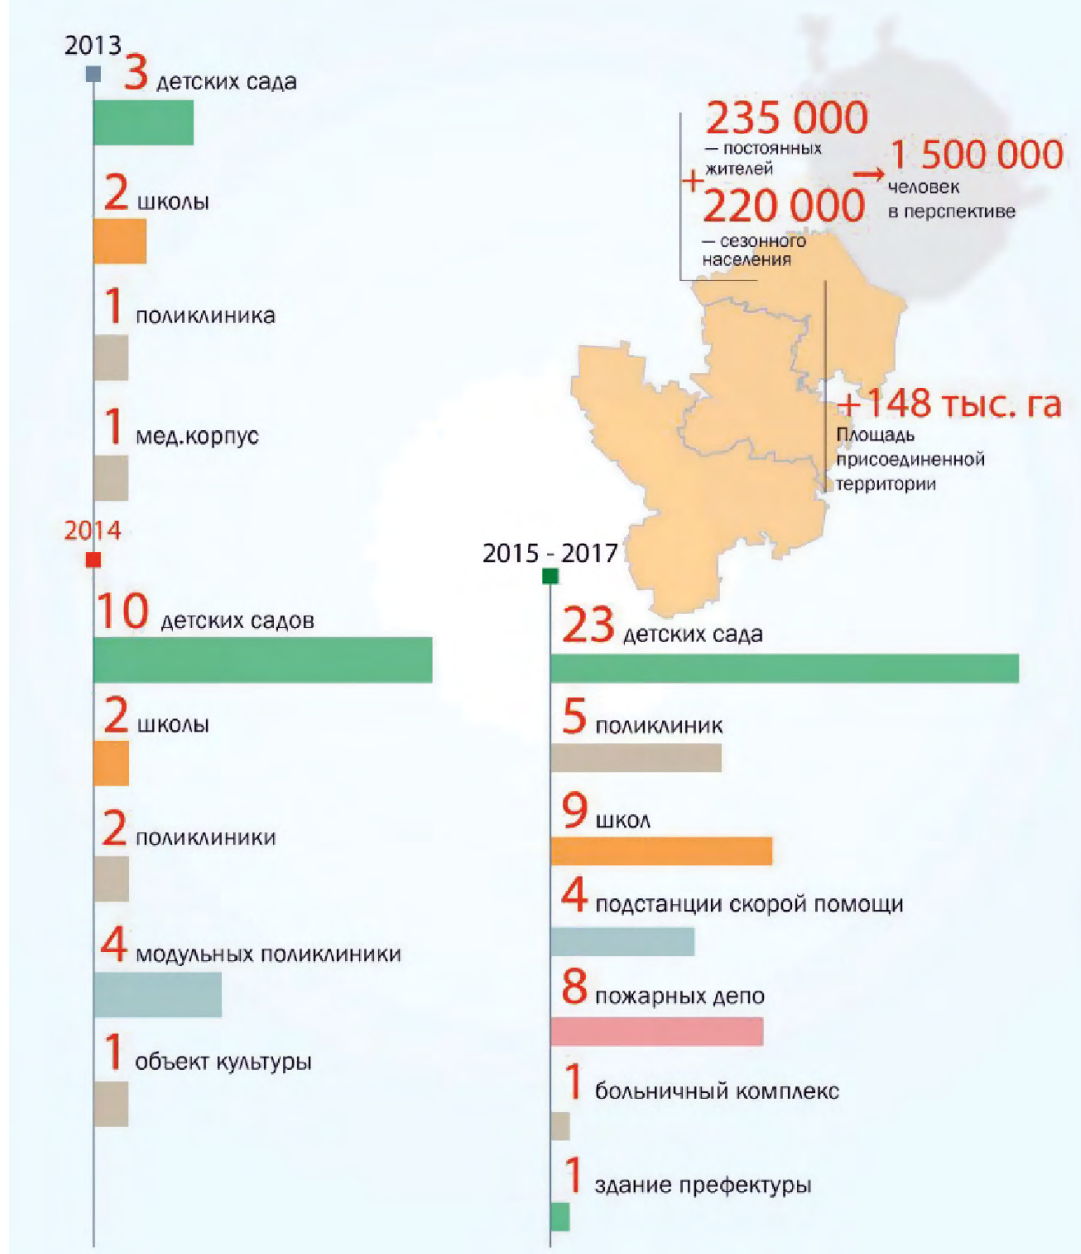 2013
3 детских сада
2 школы
1 поликлиника
1 мед.корпус
2014
10 детских садов
2 школы
2 поликлиники
4 модульных поликлиники
1 объект культуры
235 000
– постоянных
жителей
+
220 000
– сезонного
населения
→ 1 500 000
человек
в перспективе
+148 тыс. га
Площадь
присоединенной
территории
2015 - 2017
23 детских сада
5 поликлиник
9 школ
4 подстанции скорой помощи
8 пожарных депо
1 больничный комплекс
1 здание префектуры